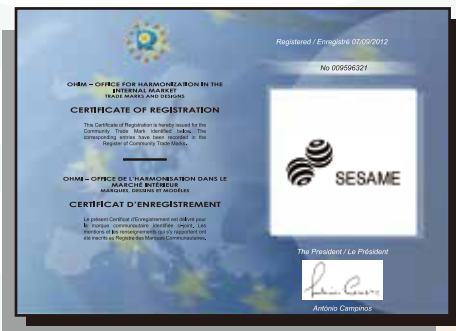 OHIM – OFFICE FOR HARMONIZATION IN THE
INTERNAL MARKET
TRADE MARKS AND DESIGNS
CERTIFICATE OF REGISTRATION
This Certificate of Registration is hereby issued for the
Community Trade Mark identified below. The
corresponding entries have been recorded in the
Register of Community Trade Marks.
OHMI – OFFICE DE L'HARMONISATION DANS LE
MARCHÉ INTÉRIEUR
MARQUES, DESSINS ET MODÈLES
CERTIFICAT D'ENREGISTREMENT
Le présent Certificat d'Enregistrement est délivré pour
la marque communautaire identifiée ci-joint. Les
mentions et les renseignements qui s'y rapportent ont
été inscrits au Registre des Marques Communautaires.
Registered / Enregistré 07/09/2012
No 009596321
SESAME
The President / Le Président
António Campinos